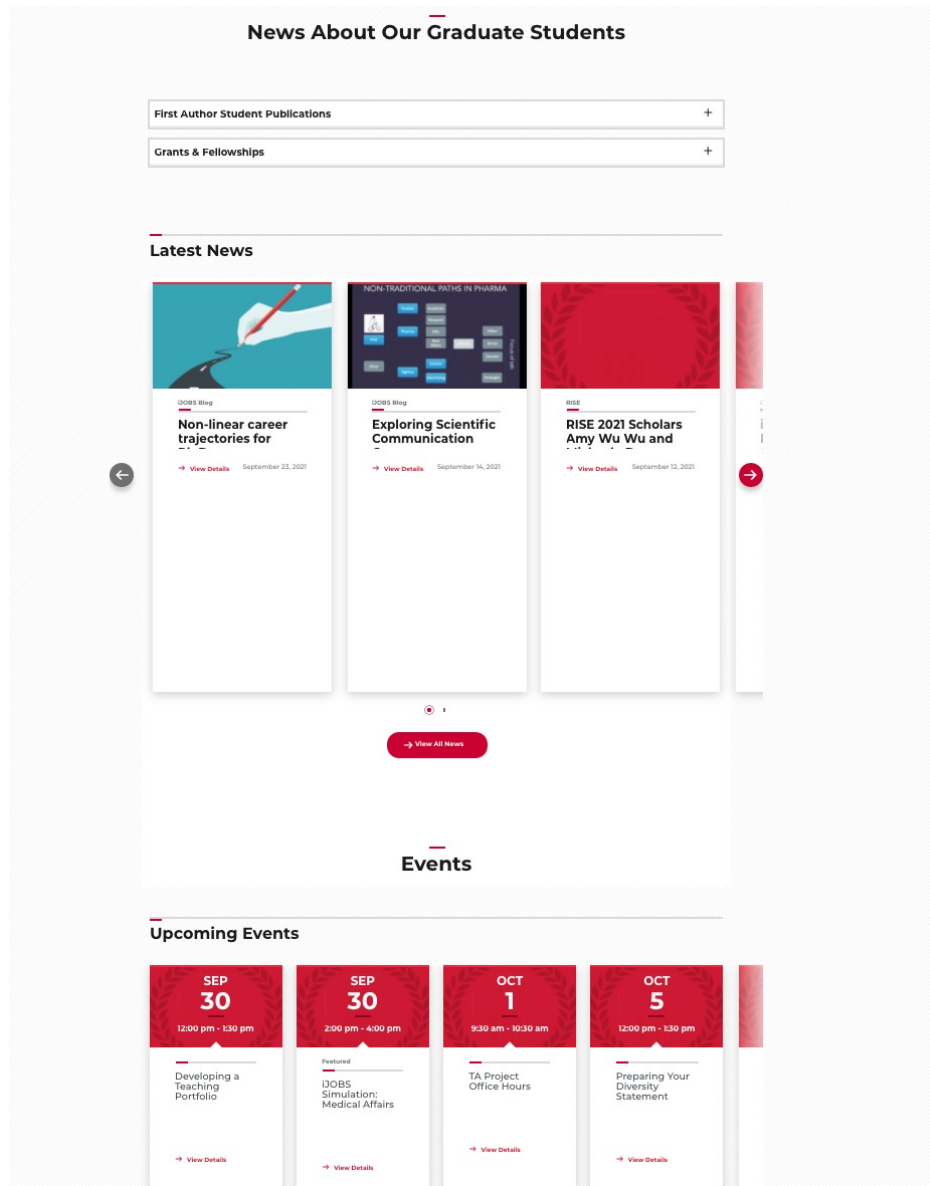 News About Our Graduate Students
First Author Student Publications
+
Grants & Fellowships
+
Latest News
NON-TRADITIONAL PATHS IN PHARMA
Focus of talk
iJOBS Blog
Non-linear career
trajectories for
View Details
September 23, 2021
iJOBS Blog
Exploring Scientific
Communication
View Details
September 14, 2021
RISE
RISE 2021 Scholars
Amy Wu Wu and
View Details
September 12, 2021
View All News
Events
Upcoming Events
SEP
30
12:00 pm - 1:30 pm
Developing a
Teaching
Portfolio
View Details
SEP
30
2:00 pm - 4:00 pm
Featured
iJOBS
Simulation:
Medical Affairs
View Details
OCT
1
9:30 am - 10:30 am
TA Project
Office Hours
View Details
OCT
5
12:00 pm - 1:30 pm
Preparing Your
Diversity
Statement
View Details